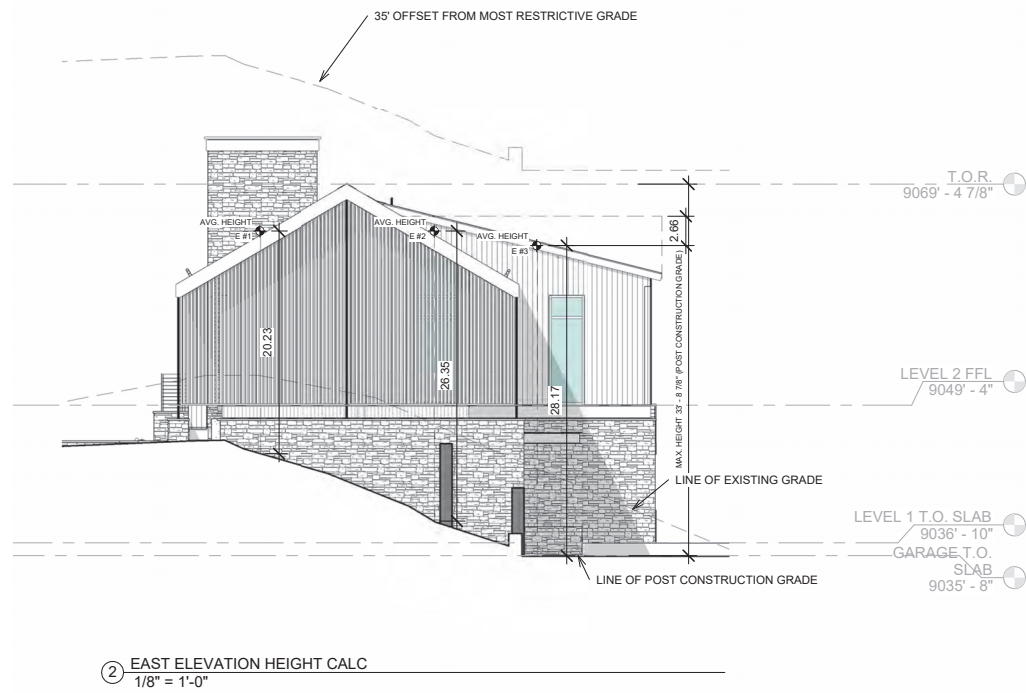 35' OFFSET FROM MOST RESTRICTIVE GRADE
T.O.R.
9069' - 4 7/8"
AVG. HEIGHT
E #1
AVG. HEIGHT
E #2
AVG. HEIGHT
E #3
2.66
20.23
26.35
28.17
MAX. HEIGHT 33' - 8 7/8" (POST CONSTRUCTION GRADE)
LEVEL 2 FFL
9049' - 4"
LINE OF EXISTING GRADE
LEVEL 1 T.O. SLAB
9036' - 10"
GARAGE T.O.
SLAB
9035' - 8"
LINE OF POST CONSTRUCTION GRADE
2
EAST ELEVATION HEIGHT CALC
1/8" = 1'-0"